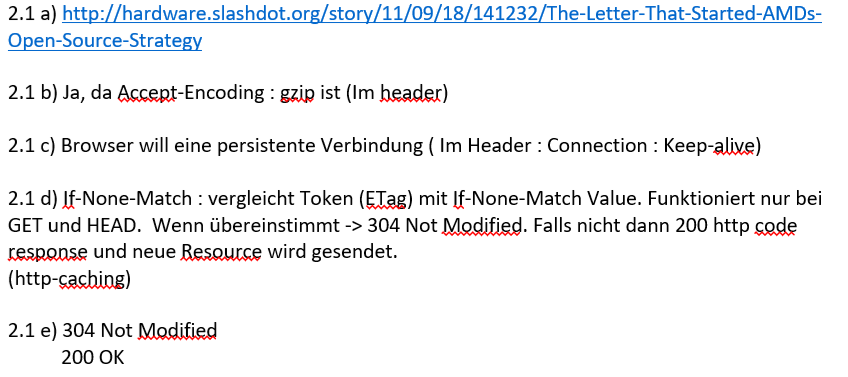 2.1 a) http://hardware.slashdot.org/story/11/09/18/141232/The-Letter-That-Started-AMDs-
Open-Source-Strategy
2.1 b) Ja, da Accept-Encoding : gzip ist (Im header)
2.1 c) Browser will eine persistente Verbindung ( Im Header : Connection : Keep-alive)
2.1 d) If-None-Match : vergleicht Token (ETag) mit If-None-Match Value. Funktioniert nur bei
GET und HEAD.  Wenn übereinstimmt -> 304 Not Modified. Falls nicht dann 200 http code
response und neue Resource wird gesendet.
(http-caching)
2.1 e) 304 Not Modified
200 OK